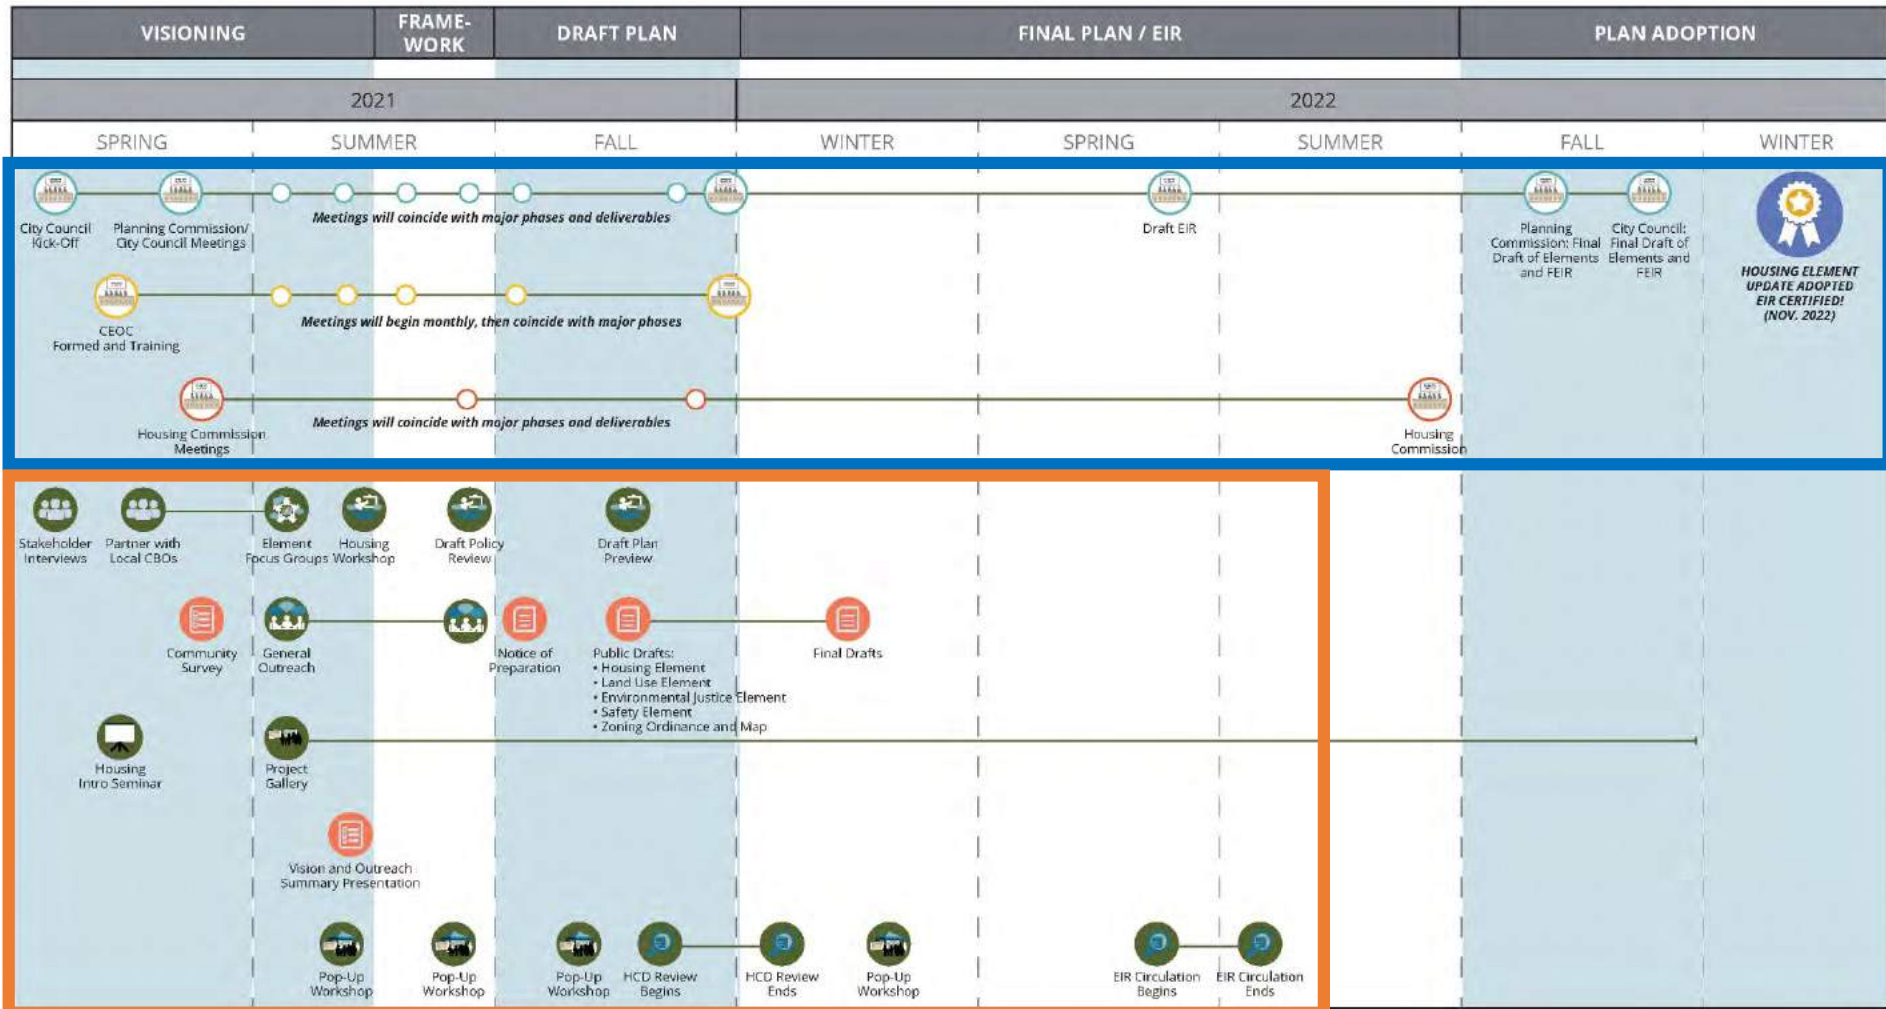 VISIONING
FRAME-
WORK
DRAFT PLAN
FINAL PLAN / EIR
PLAN ADOPTION
2021
2022
SPRING
SUMMER
FALL
WINTER
SPRING
SUMMER
FALL
WINTER
City Council
Kick-Off
Planning Commission/
City Council Meetings
Meetings will coincide with major phases and deliverables
Draft EIR
Planning
Commission: Final
Draft of Elements
and FEIR
City Council:
Final Draft of
Elements and
FEIR
HOUSING ELEMENT
UPDATE ADOPTED
EIR CERTIFIED!
(NOV. 2022)
CEOC
Formed and Training
Meetings will begin monthly, then coincide with major phases
Housing Commission
Meetings
Meetings will coincide with major phases and deliverables
Housing
Commission
Stakeholder
Interviews
Partner with
Local CBOs
Element
Focus Groups
Housing
Workshop
Draft Policy
Review
Draft Plan
Preview
Community
Survey
General
Outreach
Notice of
Preparation
Public Drafts:
• Housing Element
• Land Use Element
• Environmental Justice Element
• Safety Element
• Zoning Ordinance and Map
Final Drafts
Housing
Intro Seminar
Project
Gallery
Vision and Outreach
Summary Presentation
Pop-Up
Workshop
Pop-Up
Workshop
Pop-Up
Workshop
HCD Review
Begins
HCD Review
Ends
Pop-Up
Workshop
EIR Circulation
Begins
EIR Circulation
Ends